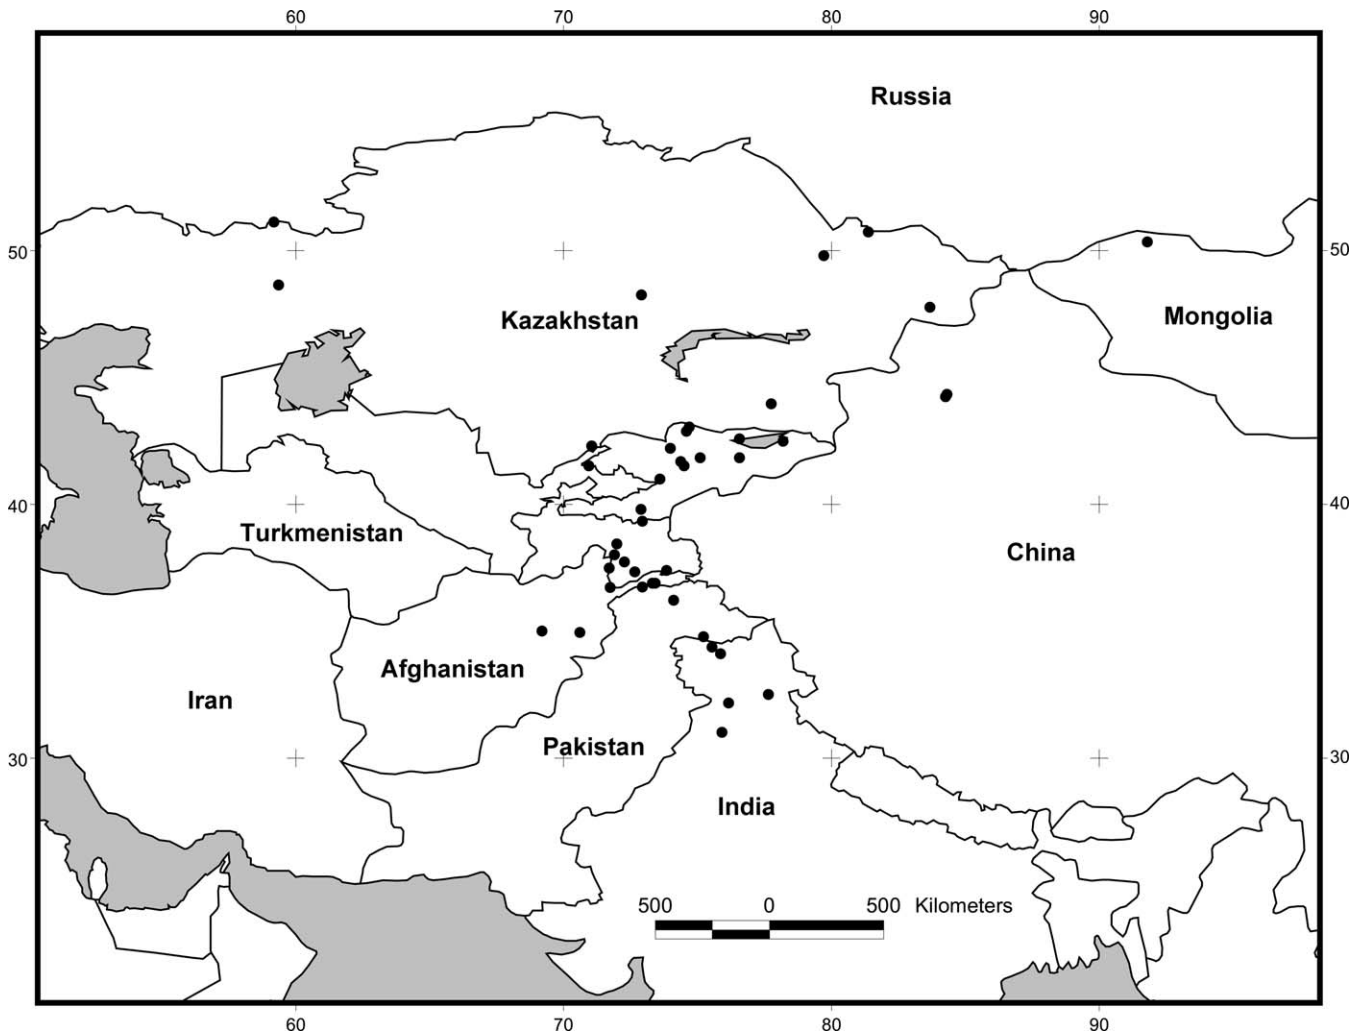 60 70 80 90
Russia
50 50
Kazakhstan
Mongolia
40 40
Turkmenistan
China
Afghanistan
Iran
Pakistan
30 30
India
500 0 500 Kilometers
60 70 80 90